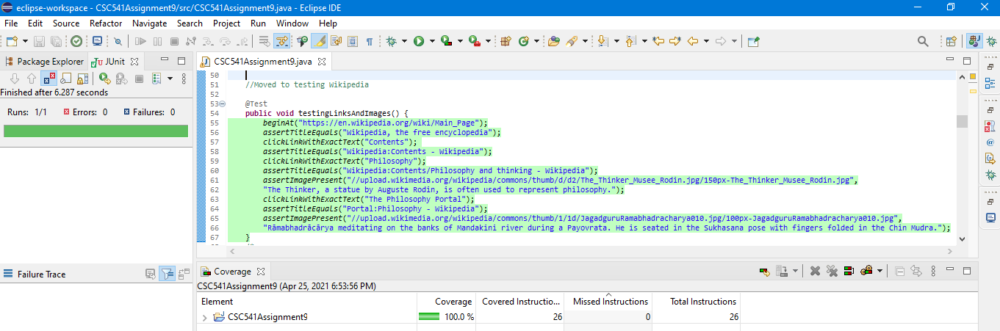 eclipse-workspace - CSC541Assignment9/src/CSC541Assignment9.java - Eclipse IDE
File Edit Source Refactor Navigate Search Project Run Window Help
Package Explorer JUnit
Finished after 6.287 seconds
Runs: 1/1 Errors: 0 Failures: 0
Failure Trace
CSC541Assignment9.java
50
51 //Moved to testing Wikipedia
52
53 @Test
54 public void testingLinksAndImages() {
55 beginAt("https://en.wikipedia.org/wiki/Main_Page");
56 assertTitleEquals("Wikipedia, the free encyclopedia");
57 clickLinkWithExactText("Contents");
58 assertTitleEquals("Wikipedia:Contents - Wikipedia");
59 clickLinkWithExactText("Philosophy");
60 assertTitleEquals("Wikipedia:Contents/Philosophy and thinking - Wikipedia");
61 assertImagePresent("//upload.wikimedia.org/wikipedia/commons/thumb/d/d2/The_Thinker_Musee_Rodin.jpg/150px-The_Thinker_Musee_Rodin.jpg",
62 "The Thinker, a statue by Auguste Rodin, is often used to represent philosophy.");
63 clickLinkWithExactText("The Philosophy Portal");
64 assertTitleEquals("Portal:Philosophy - Wikipedia");
65 assertImagePresent("//upload.wikimedia.org/wikipedia/commons/thumb/1/1d/JagadguruRamabhadracharya010.jpg/100px-JagadguruRamabhadracharya010.jpg",
66 "Rāmabhadrācārya meditating on the banks of Mandakini river during a Payovrata. He is seated in the Sukhasana pose with fingers folded in the Chin Mudra.");
67 }
Coverage
CSC541Assignment9 (Apr 25, 2021 6:53:56 PM)
Element Coverage Covered Instructio... Missed Instructions Total Instructions
CSC541Assignment9 100.0 % 26 0 26